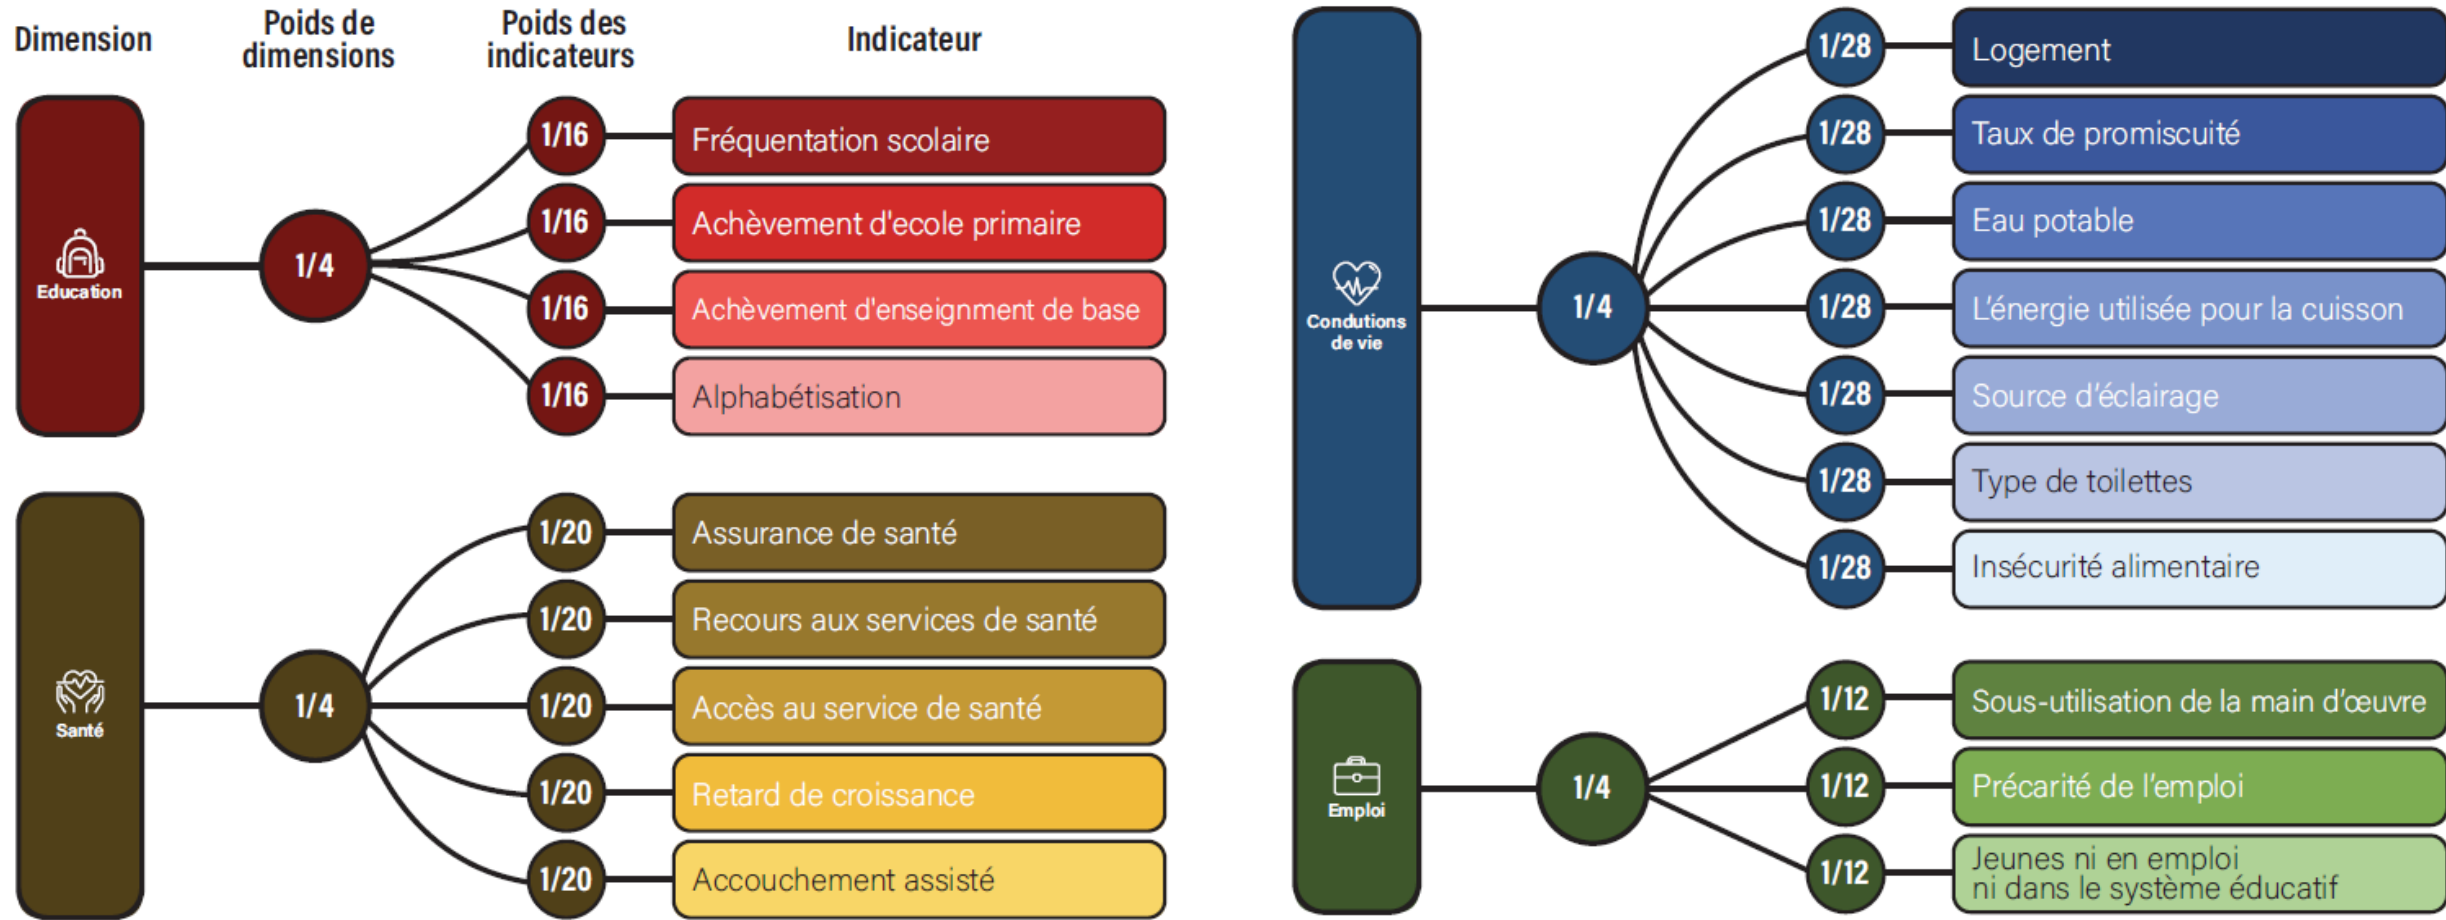 Dimension
Poids de
dimensions
Poids des
indicateurs
Indicateur
Education
1/4
1/16
Fréquentation scolaire
1/16
Achèvement d'ecole primaire
1/16
Achèvement d'enseignment de base
1/16
Alphabétisation
Santé
1/4
1/20
Assurance de santé
1/20
Recours aux services de santé
1/20
Accès au service de santé
1/20
Retard de croissance
1/20
Accouchement assisté
Condutions
de vie
1/4
1/28
Logement
1/28
Taux de promiscuité
1/28
Eau potable
1/28
L'énergie utilisée pour la cuisson
1/28
Source d'éclairage
1/28
Type de toilettes
1/28
Insécurité alimentaire
Emploi
1/4
1/12
Sous-utilisation de la main d'œuvre
1/12
Précarité de l'emploi
1/12
Jeunes ni en emploi
ni dans le système éducatif